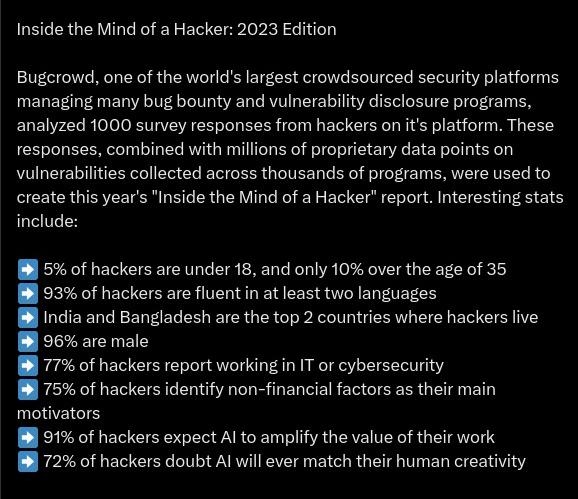 Inside the Mind of a Hacker: 2023 Edition
Bugcrowd, one of the world's largest crowdsourced security platforms
managing many bug bounty and vulnerability disclosure programs,
analyzed 1000 survey responses from hackers on it's platform. These
responses, combined with millions of proprietary data points on
vulnerabilities collected across thousands of programs, were used to
create this year's "Inside the Mind of a Hacker" report. Interesting stats
include:
➡ 5% of hackers are under 18, and only 10% over the age of 35
➡ 93% of hackers are fluent in at least two languages
➡ India and Bangladesh are the top 2 countries where hackers live
➡ 96% are male
➡ 77% of hackers report working in IT or cybersecurity
➡ 75% of hackers identify non-financial factors as their main
motivators
➡ 91% of hackers expect AI to amplify the value of their work
➡ 72% of hackers doubt AI will ever match their human creativity